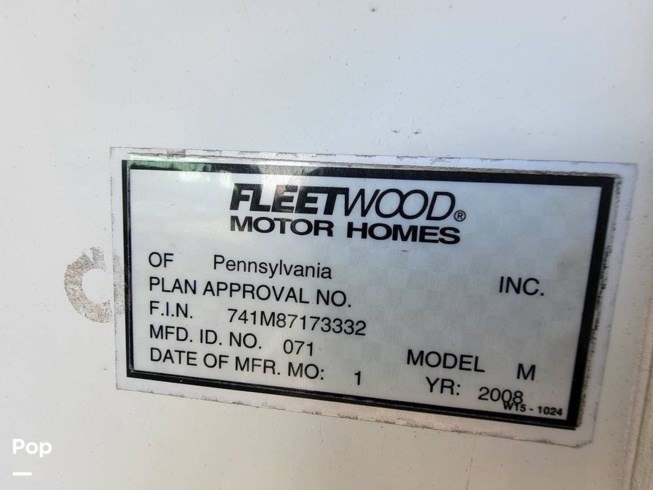 FLEETWOOD®
MOTOR HOMES
OF Pennsylvania INC.
PLAN APPROVAL NO.
F.I.N. 741M87173332
MFD. ID. NO. 071 MODEL M
DATE OF MFR. MO: 1 YR: 2008
W15 - 1024
Pop